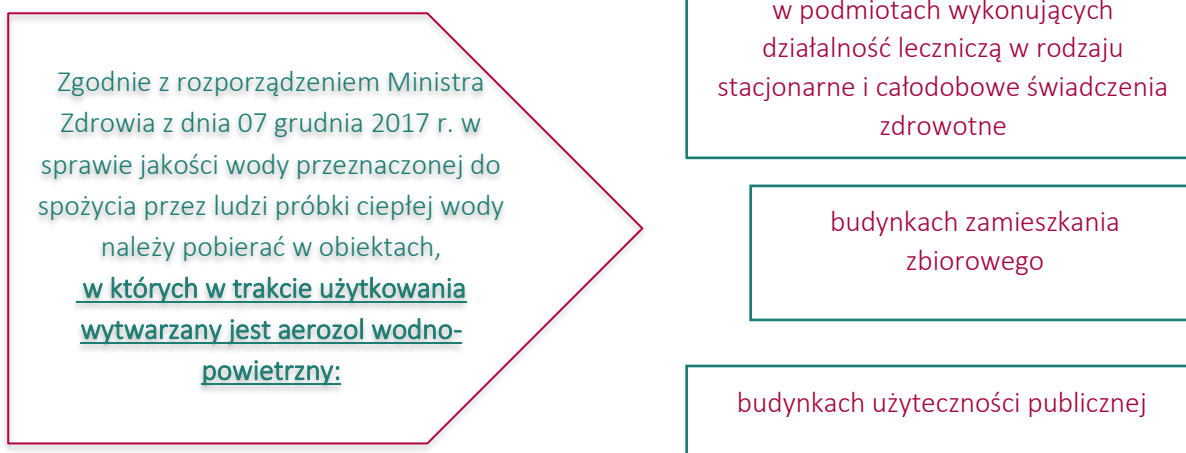 Zgodnie z rozporządzeniem Ministra
Zdrowia z dnia 07 grudnia 2017 r. w
sprawie jakości wody przeznaczonej do
spożycia przez ludzi próbki ciepłej wody
należy pobierać w obiektach,
w których w trakcie użytkowania
wytwarzany jest aerozol wodno-
powietrzny:
w podmiotach wykonujących
działalność leczniczą w rodzaju
stacjonarne i całodobowe świadczenia
zdrowotne
budynkach zamieszkania
zbiorowego
budynkach użyteczności publicznej